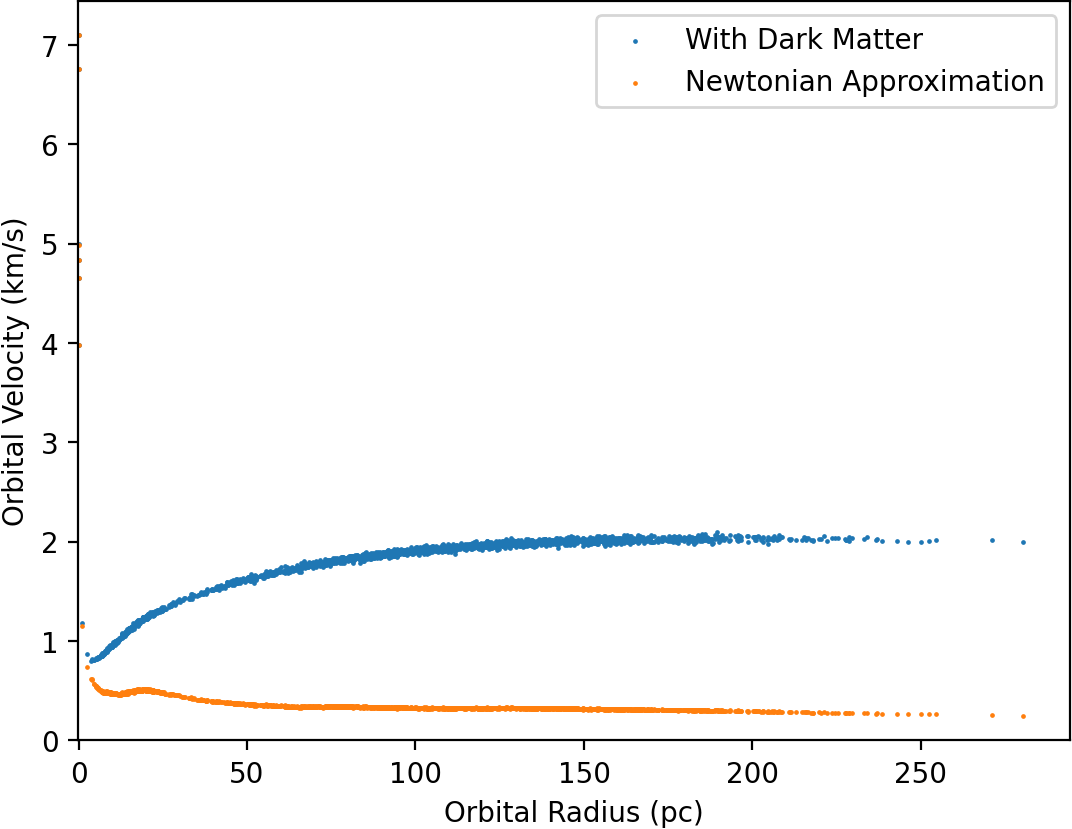 With Dark Matter
Newtonian Approximation
7
6
5
4
3
2
1
0
Orbital Velocity (km/s)
0 50 100 150 200 250
Orbital Radius (pc)